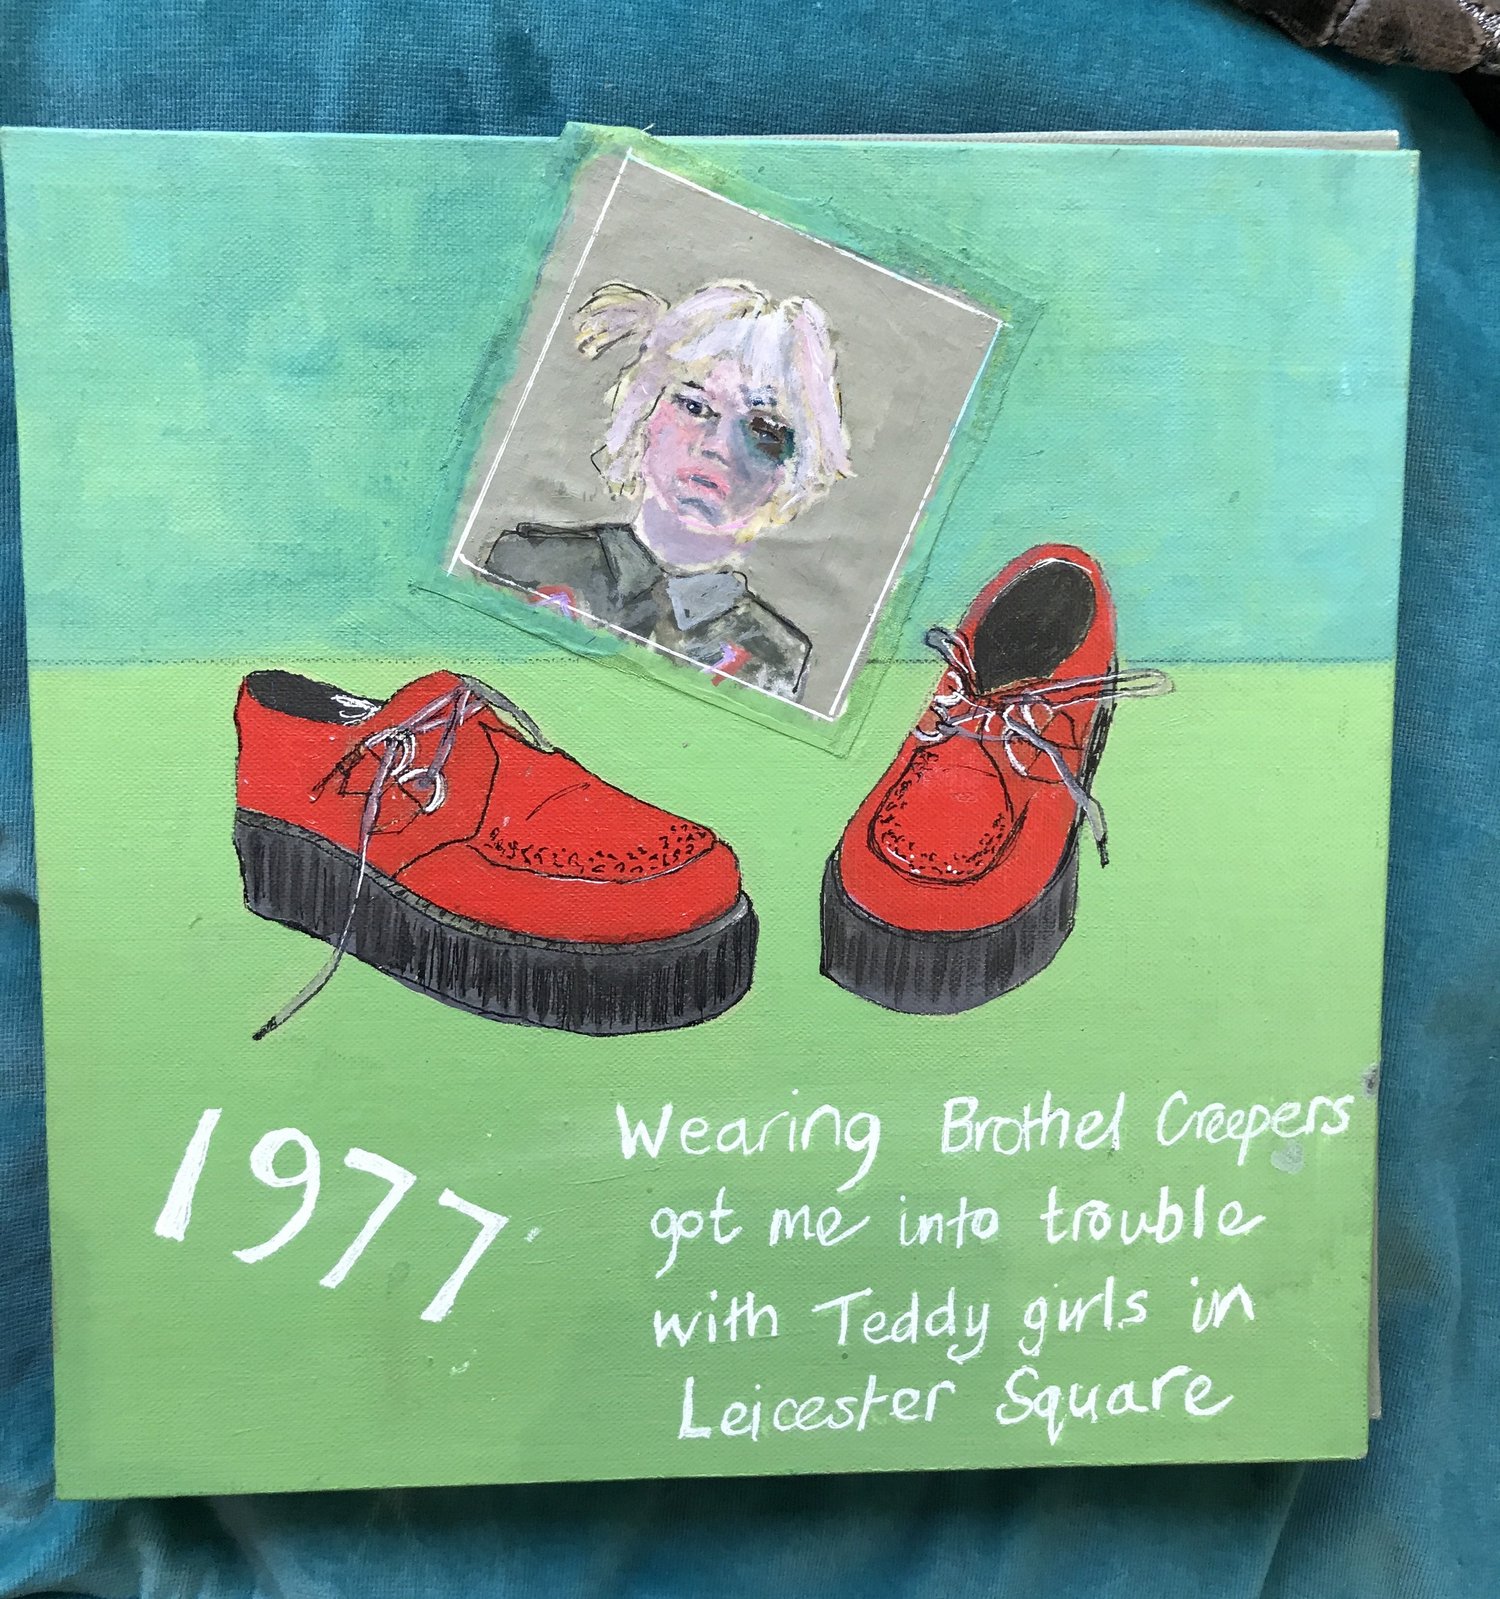 1977
Wearing Brothel Creepers
got me into trouble
with Teddy girls in
Leicester Square